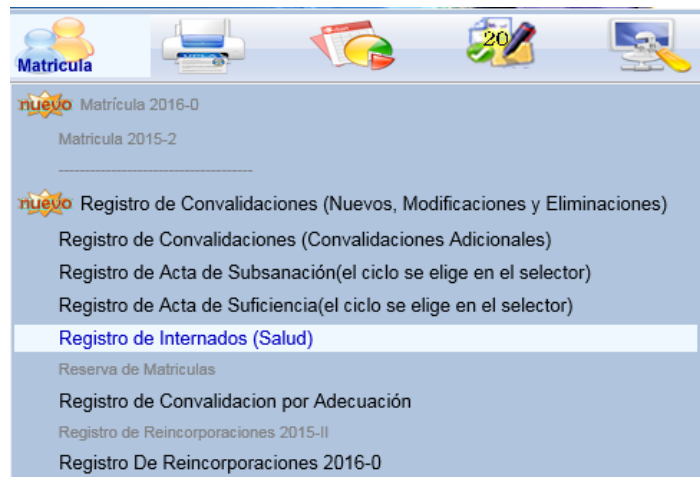 20
Matricula
nuevo Matrícula 2016-0
Matricula 2015-2
------------------------------------
nuevo Registro de Convalidaciones (Nuevos, Modificaciones y Eliminaciones)
Registro de Convalidaciones (Convalidaciones Adicionales)
Registro de Acta de Subsanación(el ciclo se elige en el selector)
Registro de Acta de Suficiencia(el ciclo se elige en el selector)
Registro de Internados (Salud)
Reserva de Matriculas
Registro de Convalidacion por Adecuación
Registro de Reincorporaciones 2015-II
Registro De Reincorporaciones 2016-0